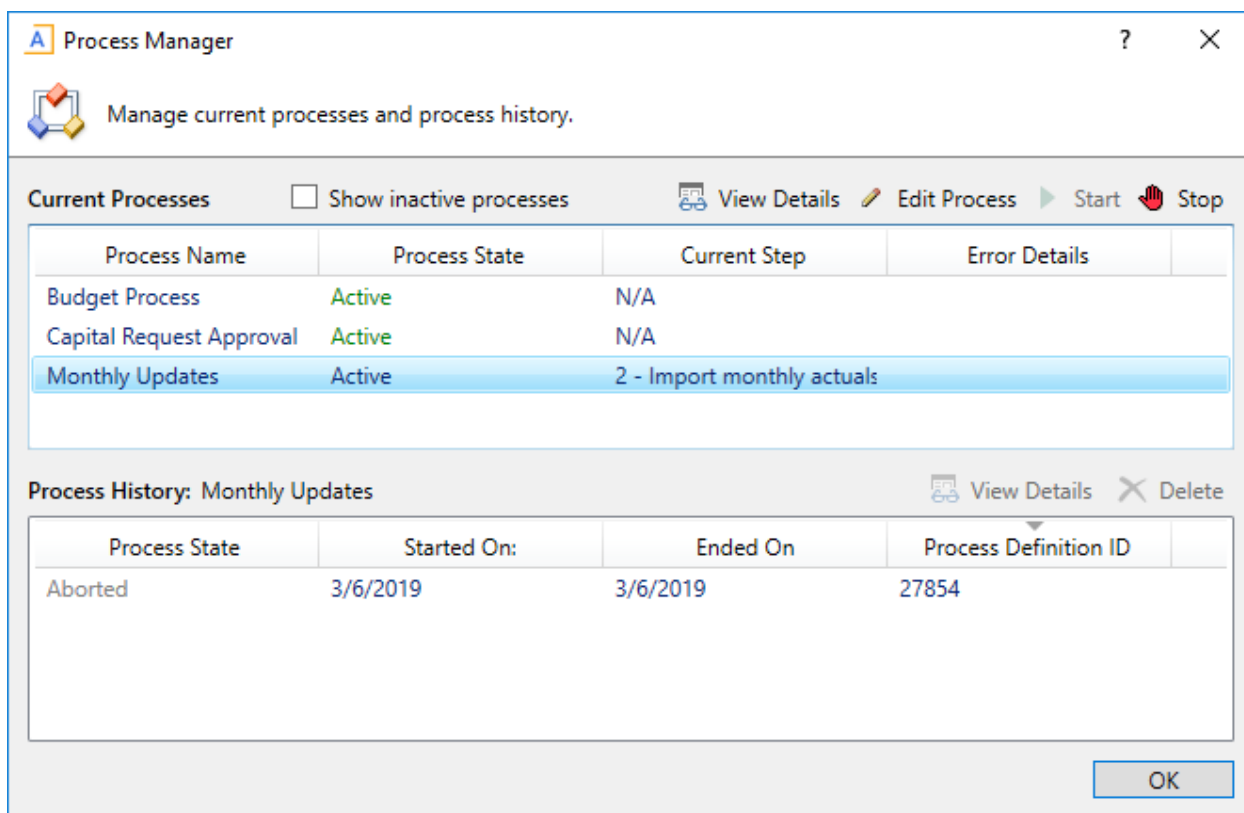 A Process Manager ?
Manage current processes and process history.
Current Processes Show inactive processes View Details Edit Process Start Stop
Process Name Process State Current Step Error Details
Budget Process Active N/A
Capital Request Approval Active N/A
Monthly Updates Active 2 - Import monthly actuals
Process History: Monthly Updates View Details Delete
Process State Started On: Ended On Process Definition ID
Aborted 3/6/2019 3/6/2019 27854
OK